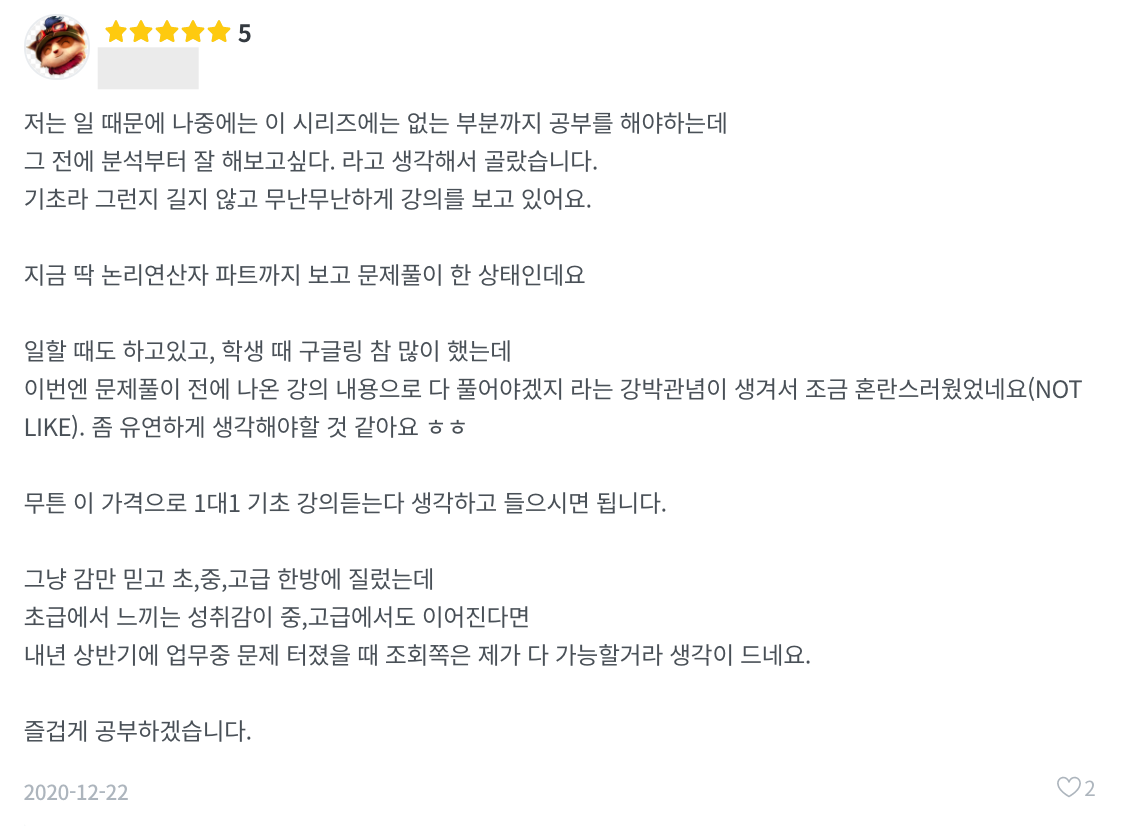 5
저는 일 때문에 나중에는 이 시리즈에는 없는 부분까지 공부를 해야하는데
그 전에 분석부터 잘 해보고싶다. 라고 생각해서 골랐습니다.
기초라 그런지 길지 않고 무난무난하게 강의를 보고 있어요.
지금 딱 논리연산자 파트까지 보고 문제풀이 한 상태인데요
일할 때도 하고있고, 학생 때 구글링 참 많이 했는데
이번엔 문제풀이 전에 나온 강의 내용으로 다 풀어야겠지 라는 강박관념이 생겨서 조금 혼란스러웠었네요(NOT
LIKE). 좀 유연하게 생각해야할 것 같아요 ㅎㅎ
무튼 이 가격으로 1대1 기초 강의듣는다 생각하고 들으시면 됩니다.
그냥 감만 믿고 초,중,고급 한방에 질렀는데
초급에서 느끼는 성취감이 중,고급에서도 이어진다면
내년 상반기에 업무중 문제 터졌을 때 조회쪽은 제가 다 가능할거라 생각이 드네요.
즐겁게 공부하겠습니다.
2020-12-22
2